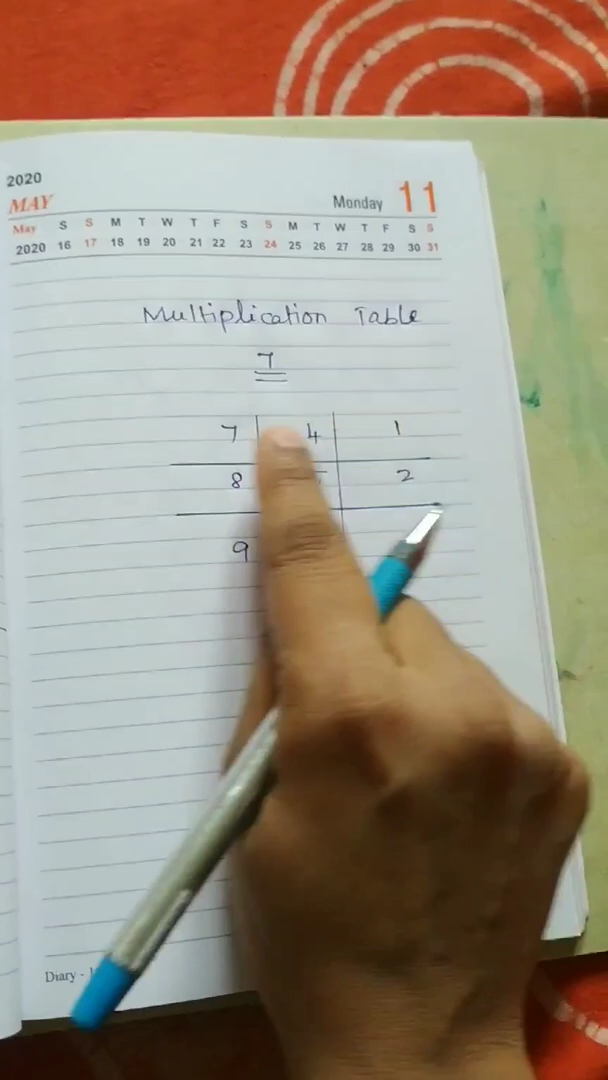 2020
MAY
Monday 11
May S S M T W T F S S M T W T F S S
2020 16 17 18 19 20 21 22 23 24 25 26 27 28 29 30 31
Multiplication Table
7
7 4 1
8 2
9
Diary -